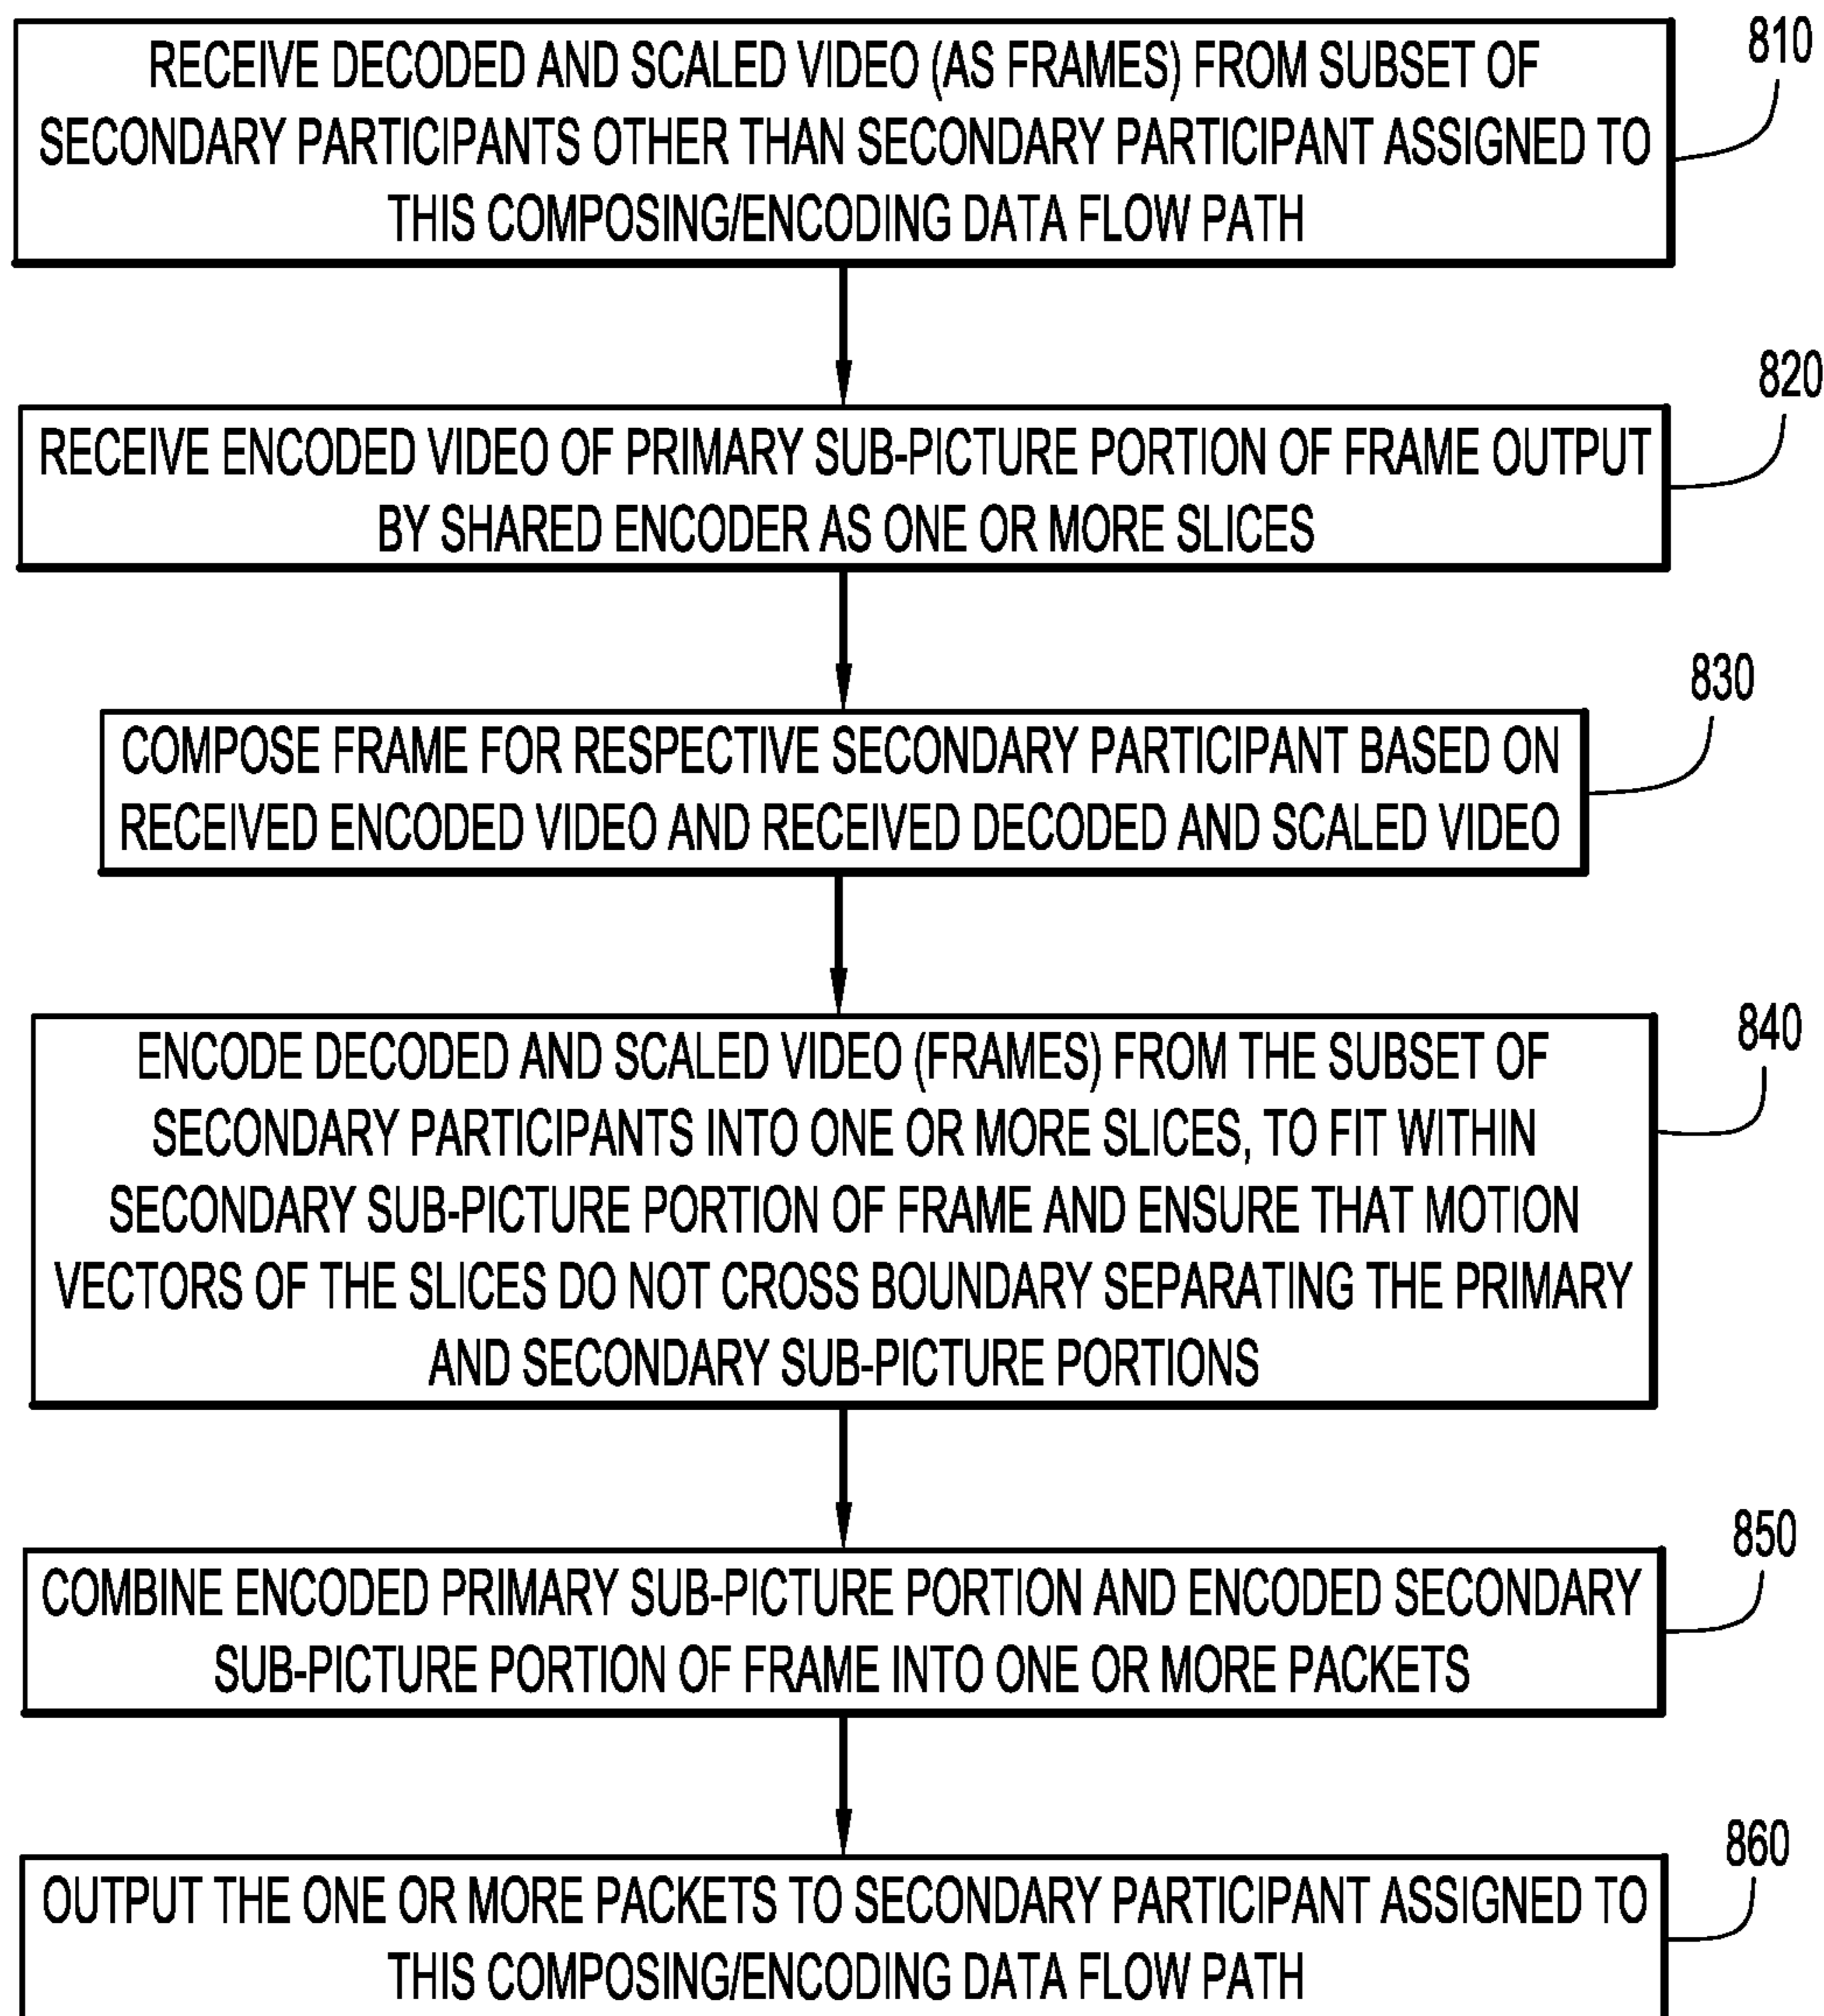 810
RECEIVE DECODED AND SCALED VIDEO (AS FRAMES) FROM SUBSET OF
SECONDARY PARTICIPANTS OTHER THAN SECONDARY PARTICIPANT ASSIGNED TO
THIS COMPOSING/ENCODING DATA FLOW PATH
820
RECEIVE ENCODED VIDEO OF PRIMARY SUB-PICTURE PORTION OF FRAME OUTPUT
BY SHARED ENCODER AS ONE OR MORE SLICES
830
COMPOSE FRAME FOR RESPECTIVE SECONDARY PARTICIPANT BASED ON
RECEIVED ENCODED VIDEO AND RECEIVED DECODED AND SCALED VIDEO
840
ENCODE DECODED AND SCALED VIDEO (FRAMES) FROM THE SUBSET OF
SECONDARY PARTICIPANTS INTO ONE OR MORE SLICES, TO FIT WITHIN
SECONDARY SUB-PICTURE PORTION OF FRAME AND ENSURE THAT MOTION
VECTORS OF THE SLICES DO NOT CROSS BOUNDARY SEPARATING THE PRIMARY
AND SECONDARY SUB-PICTURE PORTIONS
850
COMBINE ENCODED PRIMARY SUB-PICTURE PORTION AND ENCODED SECONDARY
SUB-PICTURE PORTION OF FRAME INTO ONE OR MORE PACKETS
860
OUTPUT THE ONE OR MORE PACKETS TO SECONDARY PARTICIPANT ASSIGNED TO
THIS COMPOSING/ENCODING DATA FLOW PATH